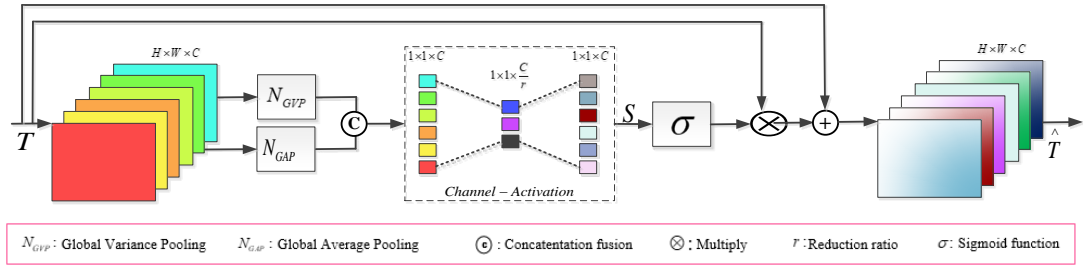 H×W×C
1×1×C
1×1×C/r
1×1×C
H×W×C
T
N_GVP
N_GAP
C
S
σ
×
+
T̂
Channel – Activation
N_GVP : Global Variance Pooling
N_GAP : Global Average Pooling
c : Concatentation fusion
⊗ : Multiply
r : Reduction ratio
σ : Sigmoid function